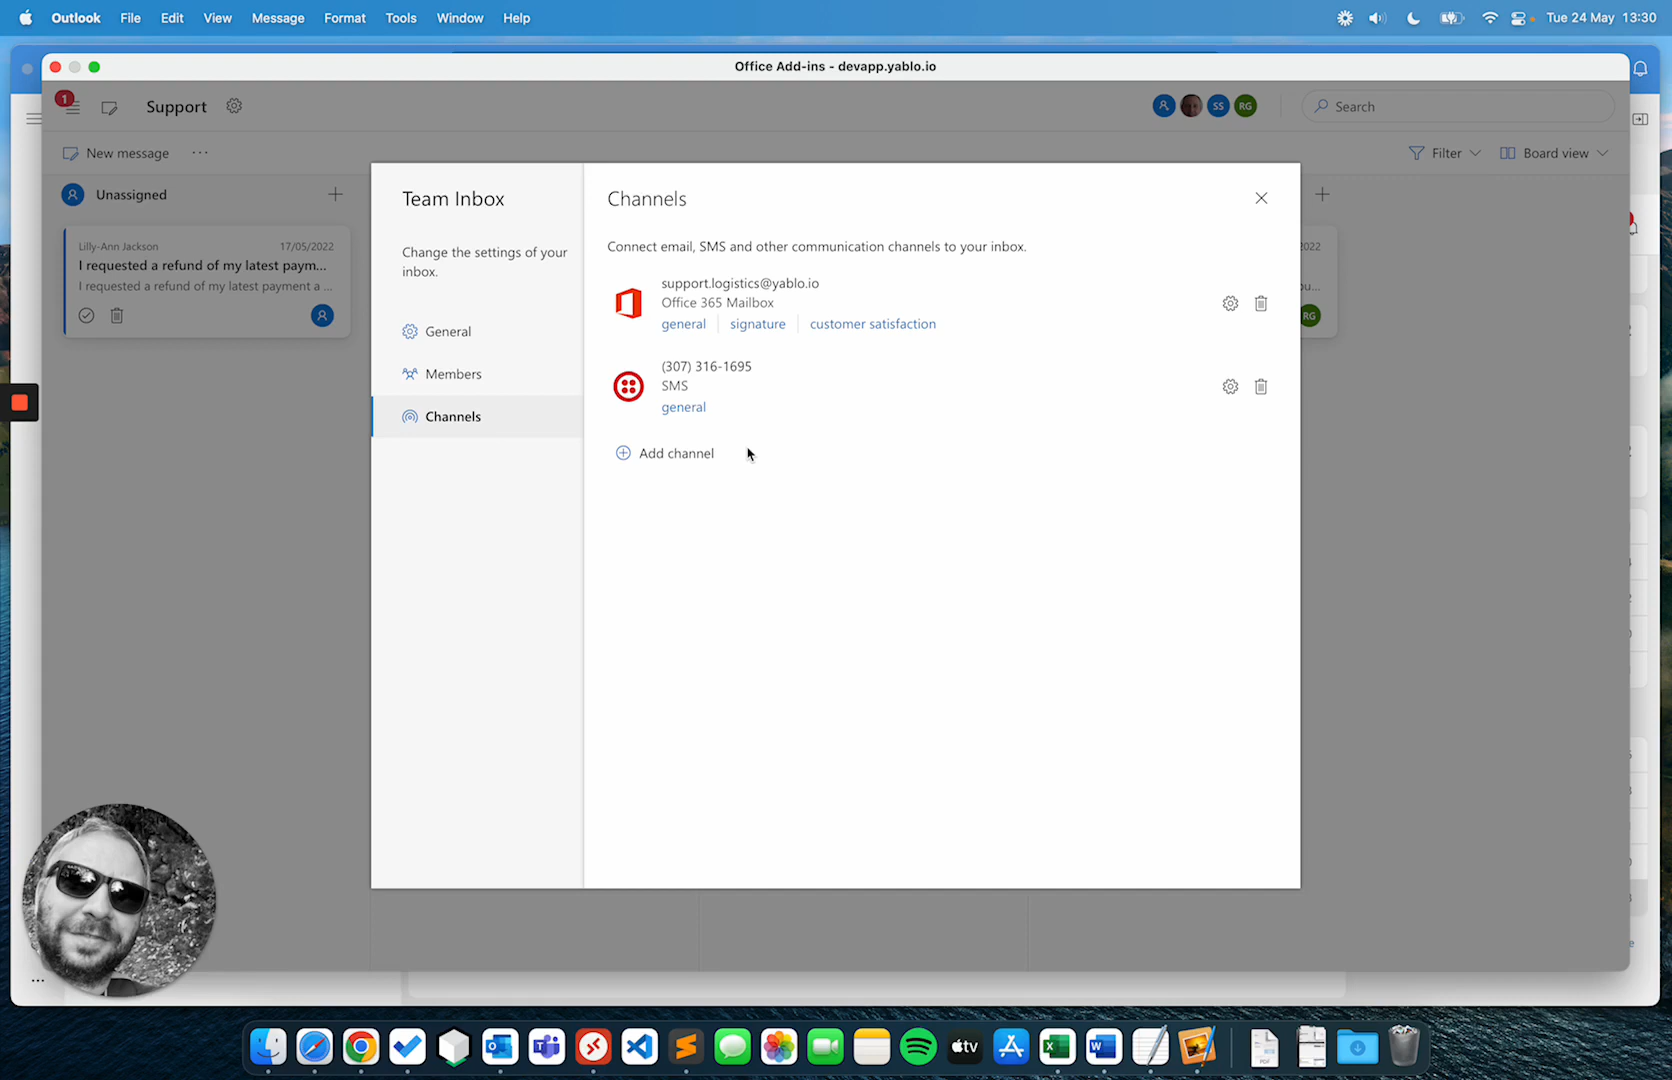 Outlook File Edit View Message Format Tools Window Help
Tue 24 May 13:30
Office Add-ins - devapp.yablo.io
1
Support
SS RG
Search
New message ...
Filter
Board view
Unassigned
Lilly-Ann Jackson 17/05/2022
I requested a refund of my latest paym...
I requested a refund of my latest payment a ...
2022
RG
Team Inbox
Change the settings of your
inbox.
General
Members
Channels
Channels
Connect email, SMS and other communication channels to your inbox.
support.logistics@yablo.io
Office 365 Mailbox
general signature customer satisfaction
(307) 316-1695
SMS
general
Add channel
tv
PDF